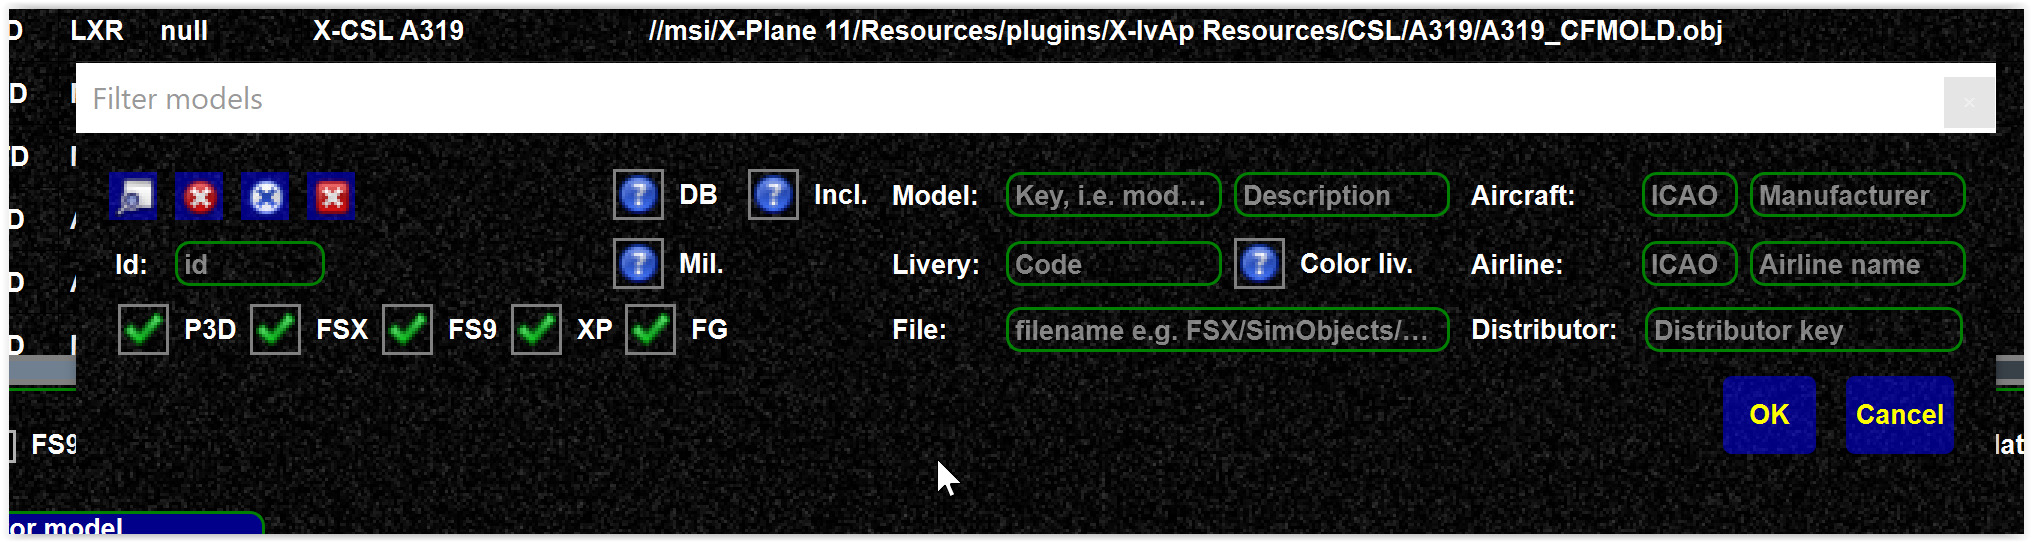 D LXR null X-CSL A319 //msi/X-Plane 11/Resources/plugins/X-IvAp Resources/CSL/A319/A319_CFMOLD.obj
D
Filter models
D
D
DB Incl. Model: Key, i.e. mod... Description Aircraft: ICAO Manufacturer
D
Id: id Mil. Livery: Code Color liv. Airline: ICAO Airline name
D
P3D FSX FS9 XP FG File: filename e.g. FSX/SimObjects/... Distributor: Distributor key
D
OK Cancel
FS9 lat
or model